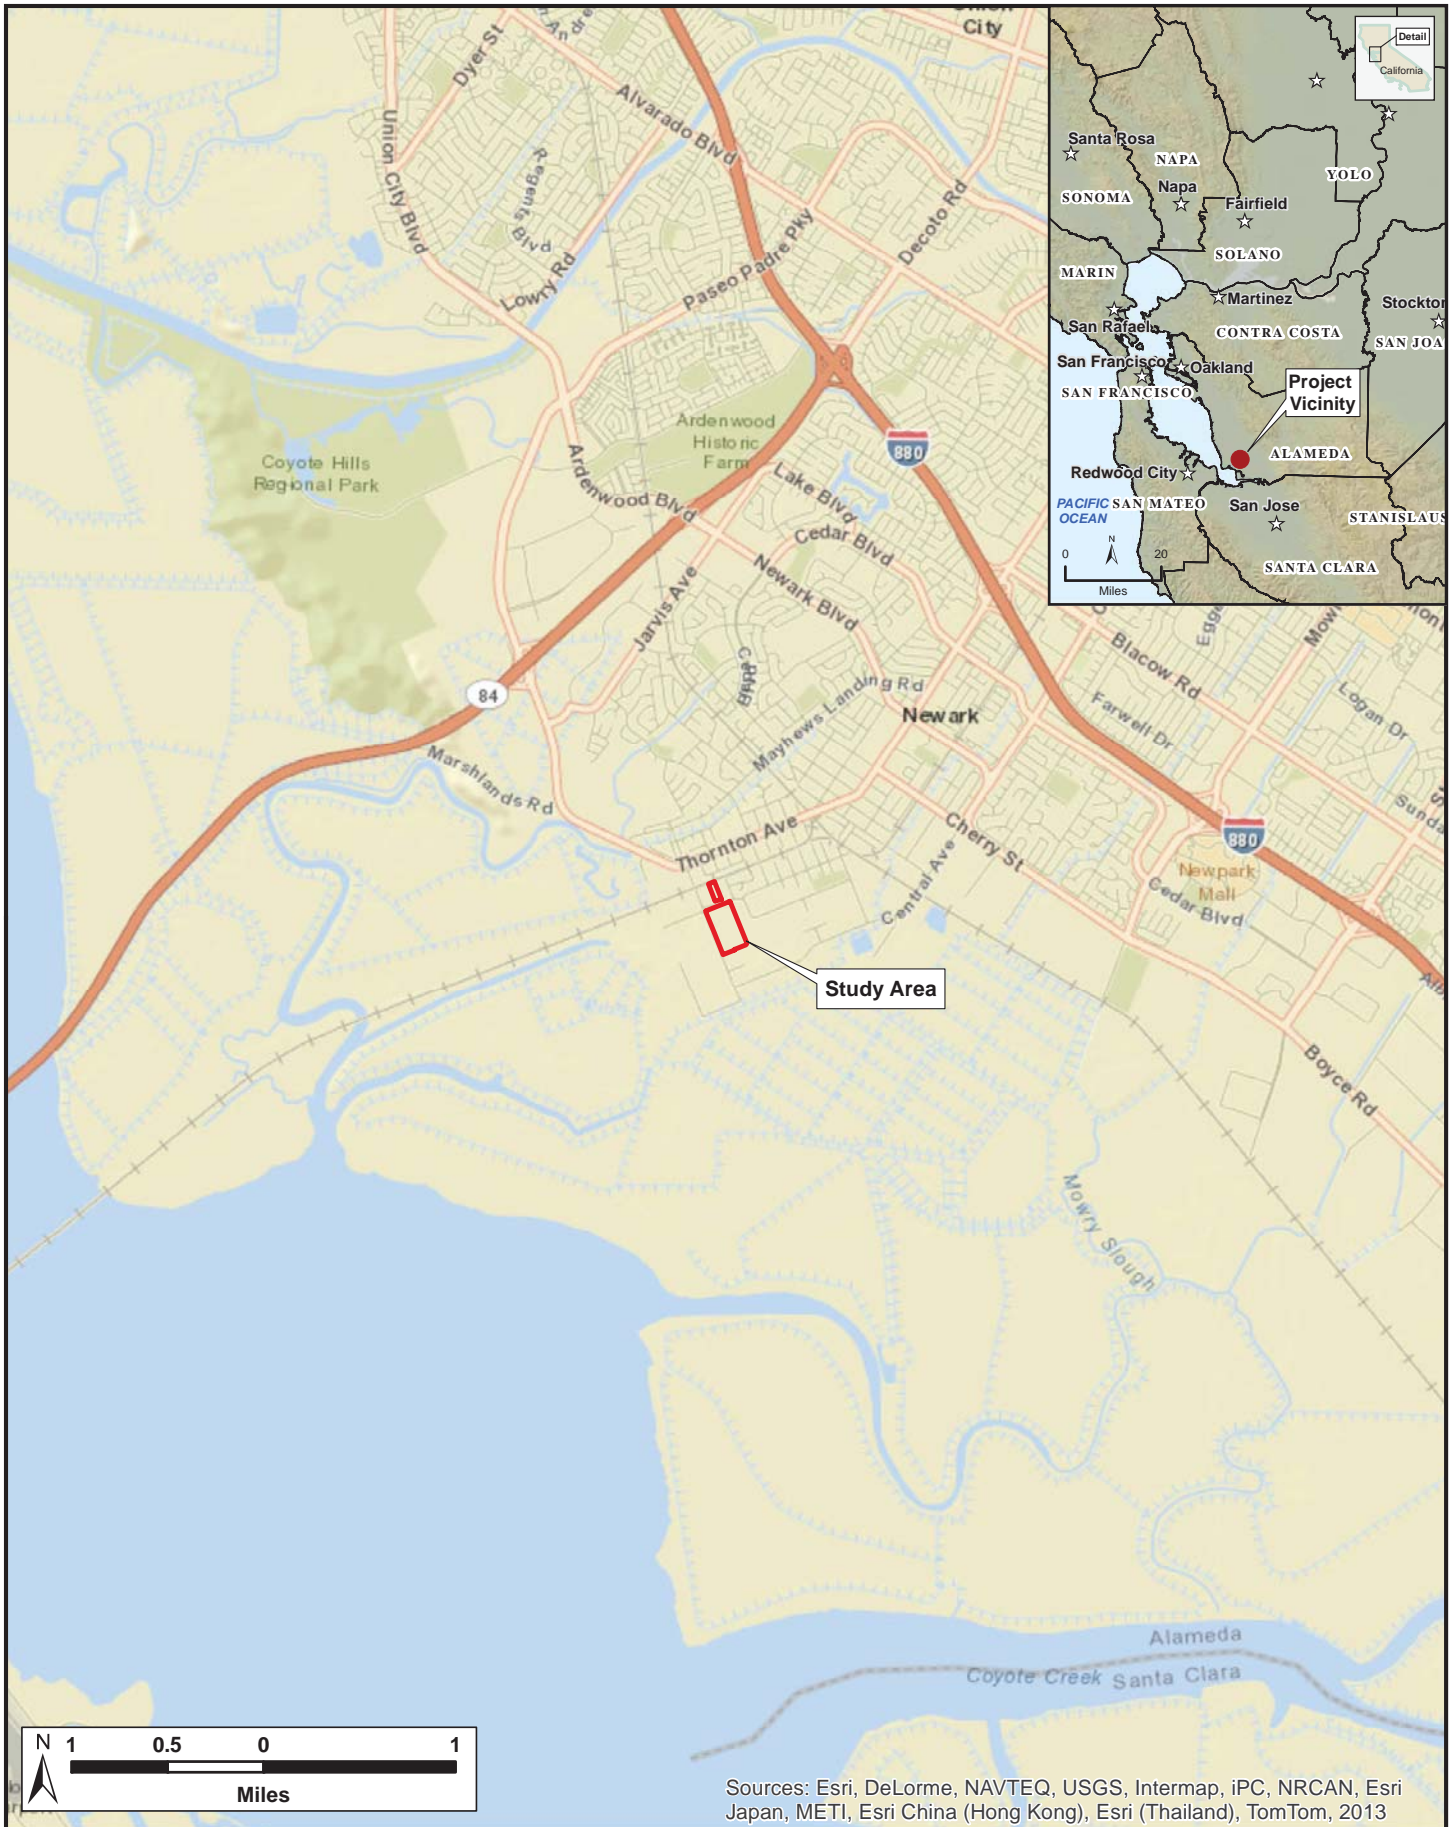 Union
City
Dyer St
Alvarado Blvd
Union City Blvd
Regents
Blvd
Lowry Rd
Paseo Padre Pky
Decoto Rd
Ardenwood
Historic
Farm
Coyote Hills
Regional Park
Ardenwood Blvd
Lake Blvd
Cedar Blvd
Newark Blvd
Jarvis Ave
880
84
Mayhews Landing Rd
Newark
Blacow Rd
Farwell Dr
Logan Dr
Marshlands Rd
Thornton Ave
Cherry St
Central Ave
880
Newpark
Mall
Cedar Blvd
Study Area
Boyce Rd
Mowry Slough
Alameda
Coyote Creek
Santa Clara
Detail
California
Santa Rosa
NAPA
YOLO
SONOMA
Napa
Fairfield
SOLANO
MARIN
Martinez
Stockton
San Rafael
CONTRA COSTA
SAN JOA
San Francisco
Oakland
SAN FRANCISCO
Project
Vicinity
ALAMEDA
Redwood City
PACIFIC
OCEAN
SAN MATEO
San Jose
STANISLAUS
SANTA CLARA
N
0 20
Miles
N
1 0.5 0 1
Miles
Sources: Esri, DeLorme, NAVTEQ, USGS, Intermap, iPC, NRCAN, Esri
Japan, METI, Esri China (Hong Kong), Esri (Thailand), TomTom, 2013